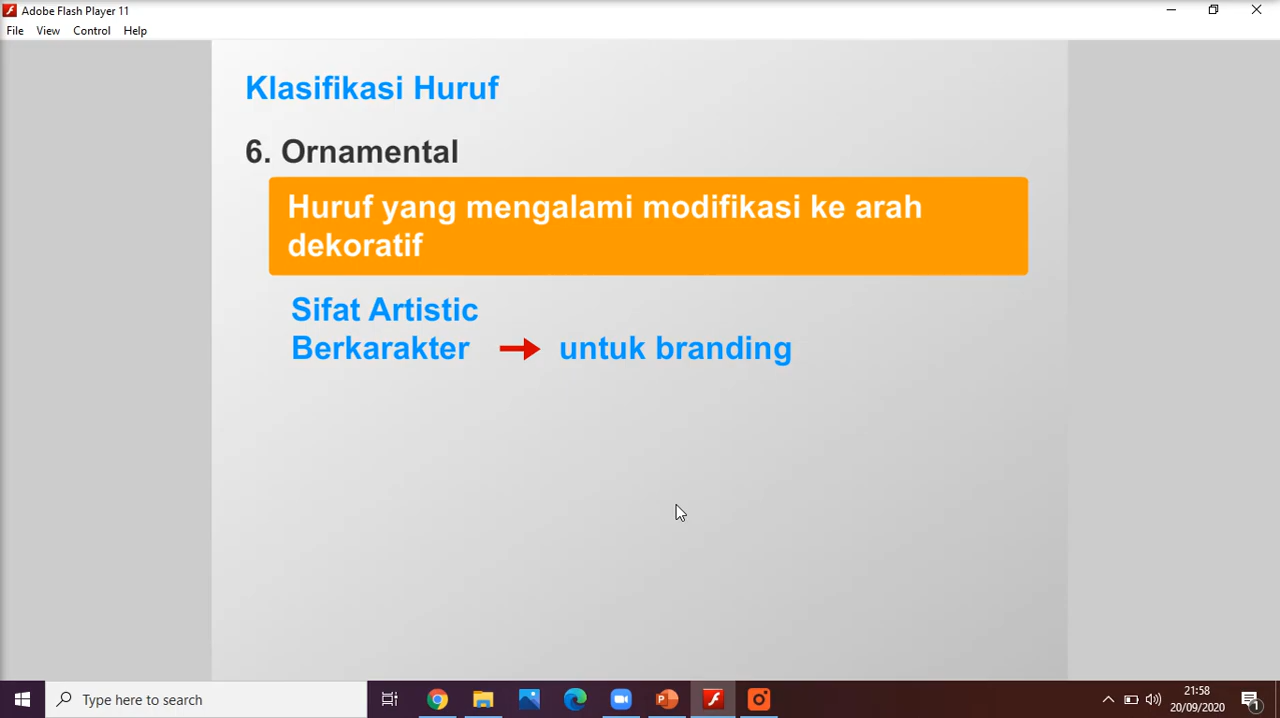 Adobe Flash Player 11
File View Control Help
Klasifikasi Huruf
6. Ornamental
Huruf yang mengalami modifikasi ke arah
dekoratif
Sifat Artistic
Berkarakter → untuk branding
Type here to search
21:58
20/09/2020
1